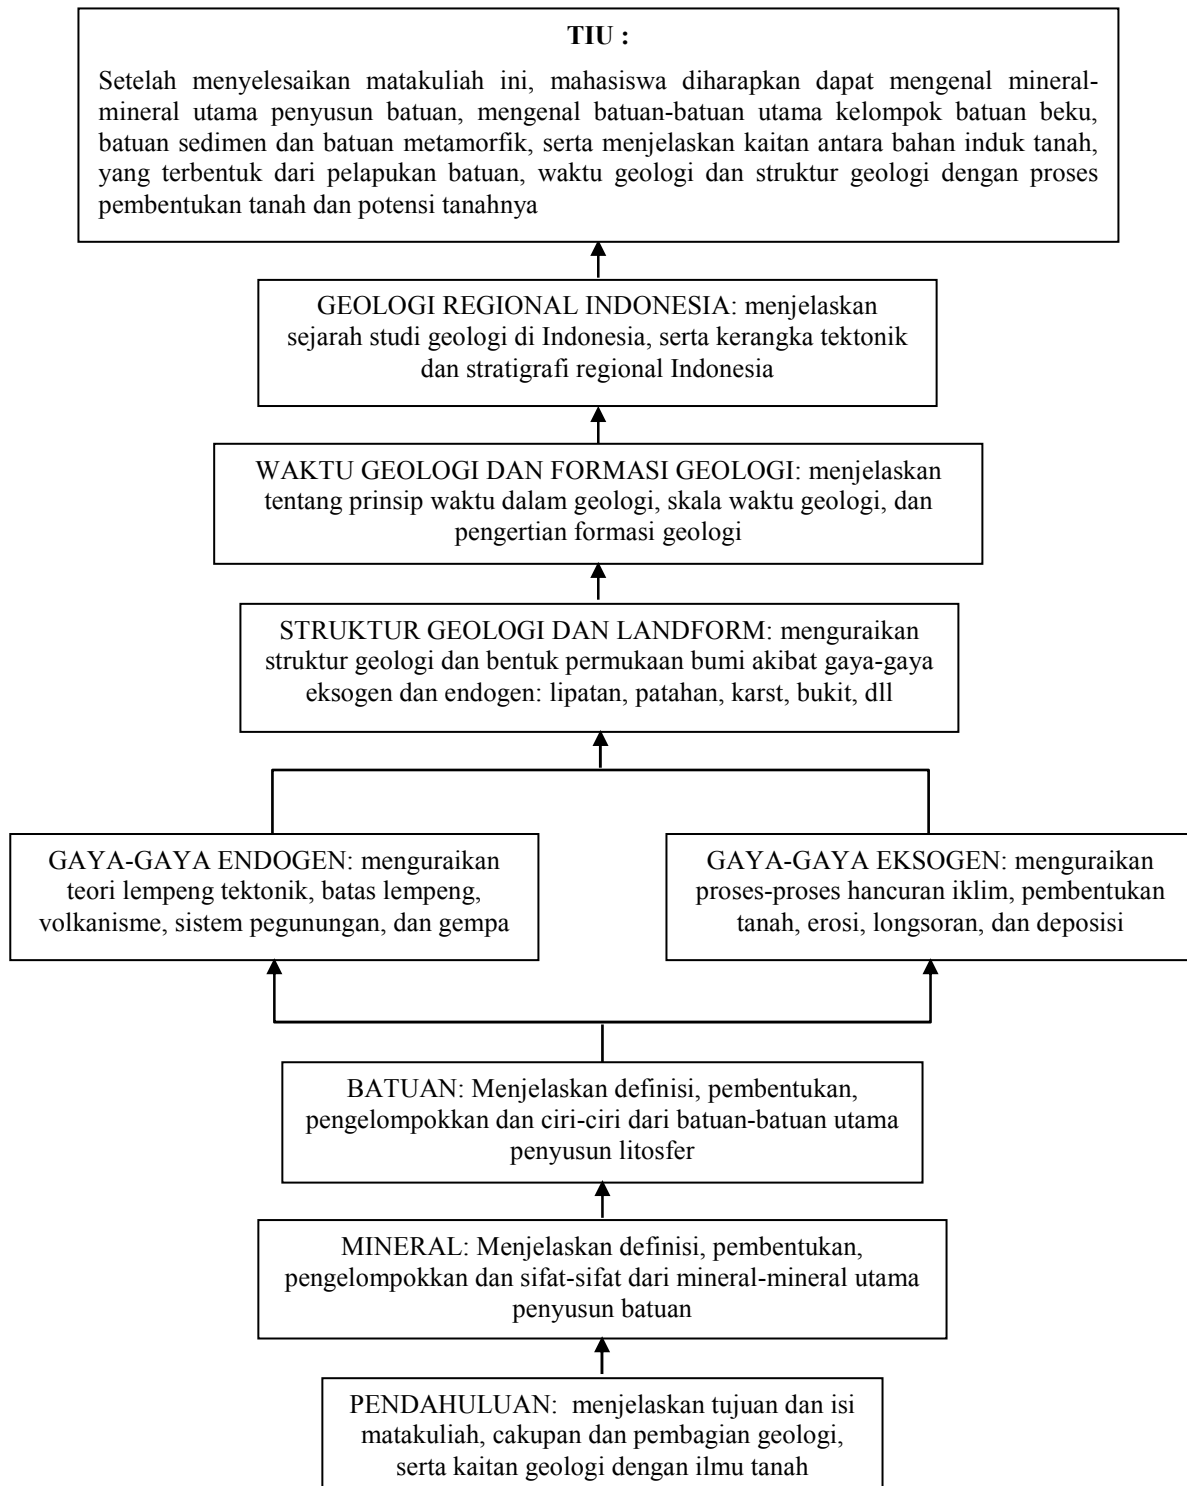 TIU :
Setelah menyelesaikan matakuliah ini, mahasiswa diharapkan dapat mengenal mineral-
mineral utama penyusun batuan, mengenal batuan-batuan utama kelompok batuan beku,
batuan sedimen dan batuan metamorfik, serta menjelaskan kaitan antara bahan induk tanah,
yang terbentuk dari pelapukan batuan, waktu geologi dan struktur geologi dengan proses
pembentukan tanah dan potensi tanahnya
GEOLOGI REGIONAL INDONESIA: menjelaskan
sejarah studi geologi di Indonesia, serta kerangka tektonik
dan stratigrafi regional Indonesia
WAKTU GEOLOGI DAN FORMASI GEOLOGI: menjelaskan
tentang prinsip waktu dalam geologi, skala waktu geologi, dan
pengertian formasi geologi
STRUKTUR GEOLOGI DAN LANDFORM: menguraikan
struktur geologi dan bentuk permukaan bumi akibat gaya-gaya
eksogen dan endogen: lipatan, patahan, karst, bukit, dll
GAYA-GAYA ENDOGEN: menguraikan
teori lempeng tektonik, batas lempeng,
volkanisme, sistem pegunungan, dan gempa
GAYA-GAYA EKSOGEN: menguraikan
proses-proses hancuran iklim, pembentukan
tanah, erosi, longsoran, dan deposisi
BATUAN: Menjelaskan definisi, pembentukan,
pengelompokkan dan ciri-ciri dari batuan-batuan utama
penyusun litosfer
MINERAL: Menjelaskan definisi, pembentukan,
pengelompokkan dan sifat-sifat dari mineral-mineral utama
penyusun batuan
PENDAHULUAN: menjelaskan tujuan dan isi
matakuliah, cakupan dan pembagian geologi,
serta kaitan geologi dengan ilmu tanah